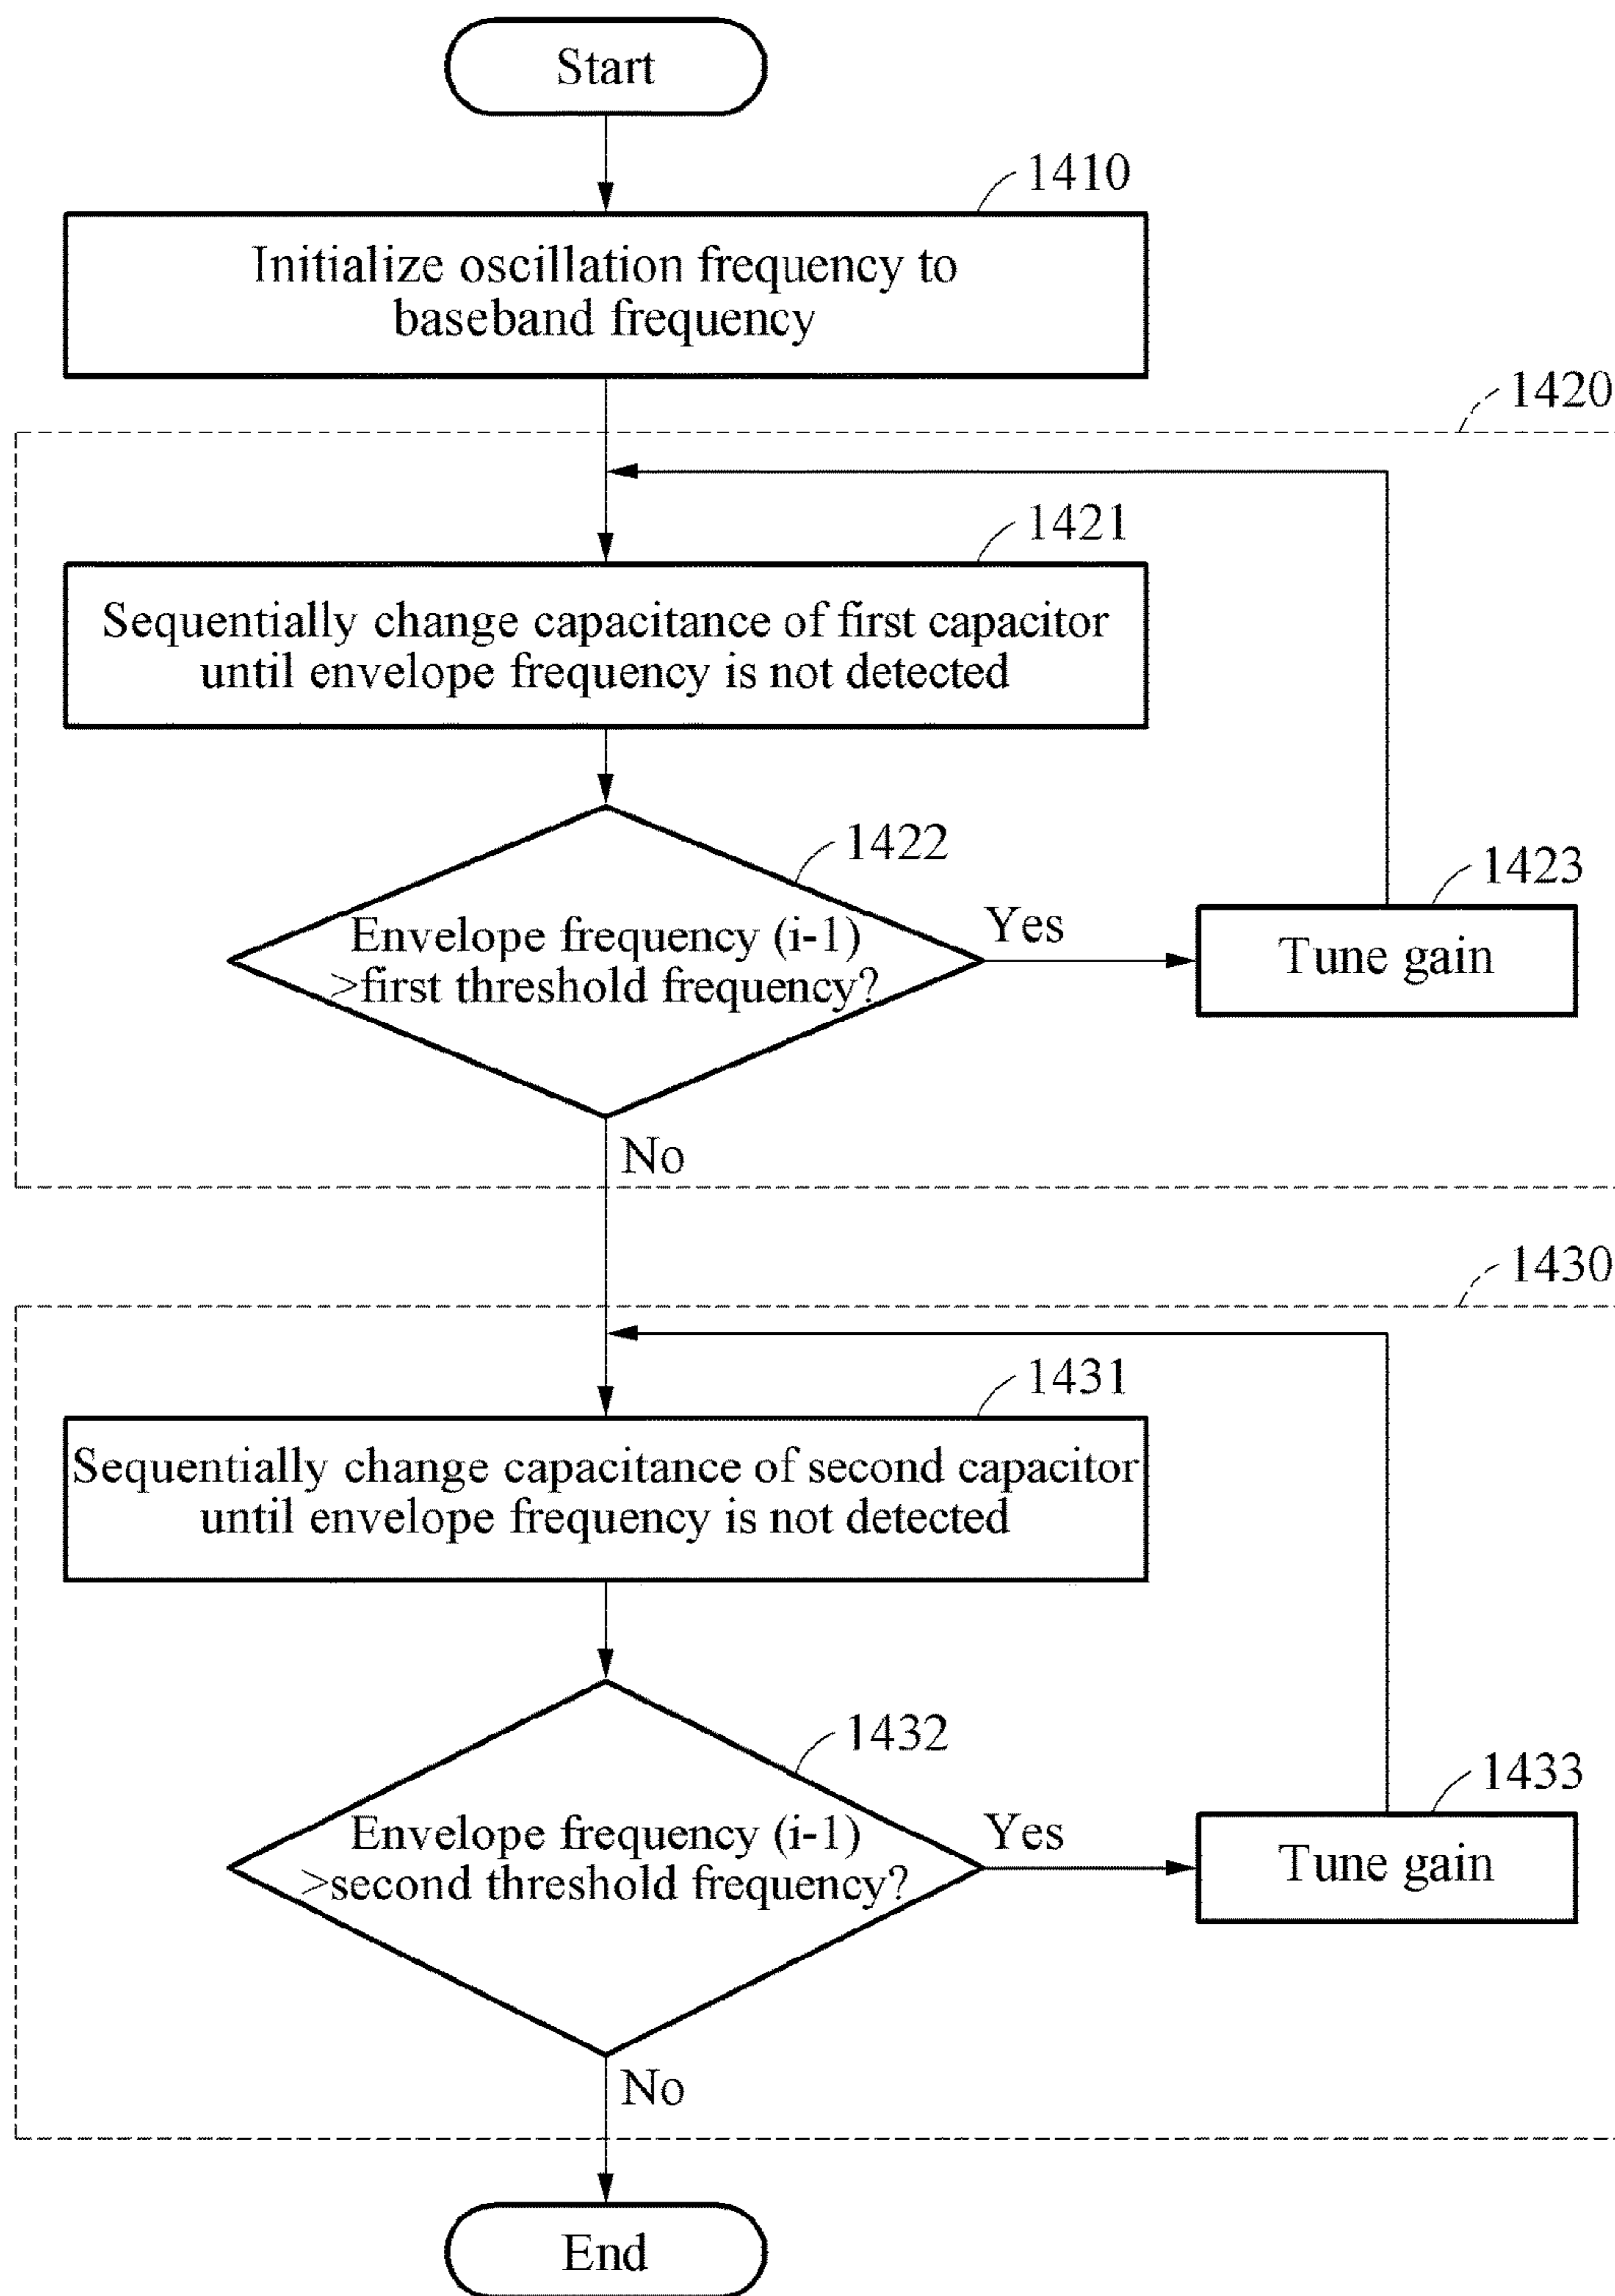 Start
1410
Initialize oscillation frequency to
baseband frequency
1420
1421
Sequentially change capacitance of first capacitor
until envelope frequency is not detected
1422
Envelope frequency (i-1)
>first threshold frequency?
Yes
1423
Tune gain
No
1430
1431
Sequentially change capacitance of second capacitor
until envelope frequency is not detected
1432
Envelope frequency (i-1)
>second threshold frequency?
Yes
1433
Tune gain
No
End